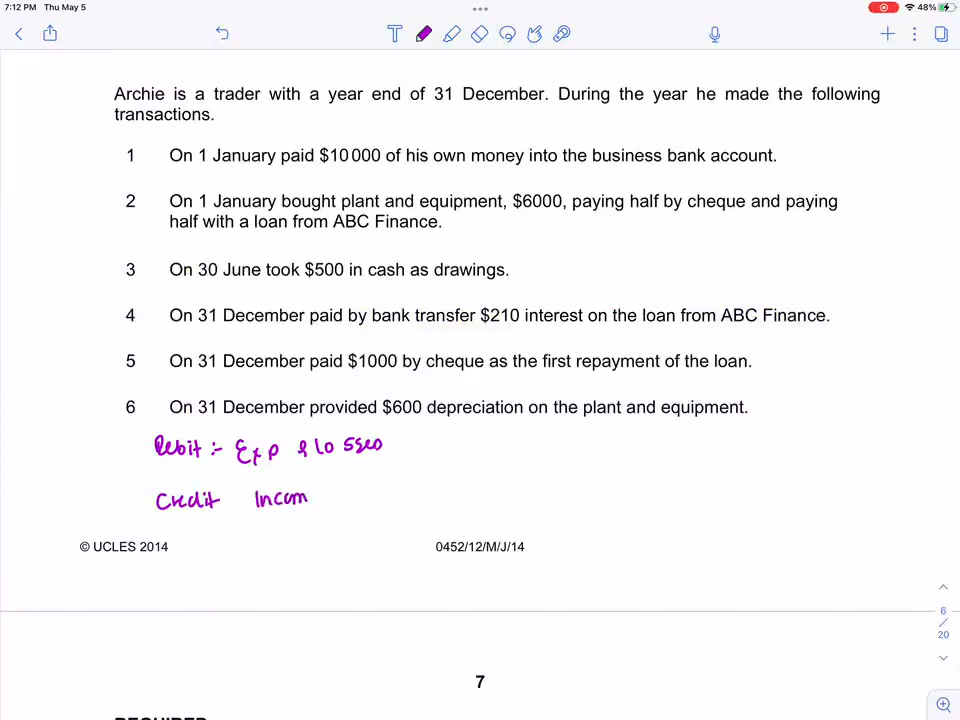 7:12 PM Thu May 5
48%
Archie is a trader with a year end of 31 December. During the year he made the following
transactions.
1 On 1 January paid $10 000 of his own money into the business bank account.
2 On 1 January bought plant and equipment, $6000, paying half by cheque and paying
half with a loan from ABC Finance.
3 On 30 June took $500 in cash as drawings.
4 On 31 December paid by bank transfer $210 interest on the loan from ABC Finance.
5 On 31 December paid $1000 by cheque as the first repayment of the loan.
6 On 31 December provided $600 depreciation on the plant and equipment.
Debit :- Exp & losses
Credit Incom
© UCLES 2014 0452/12/M/J/14
6
/
20
7
REQUIRED